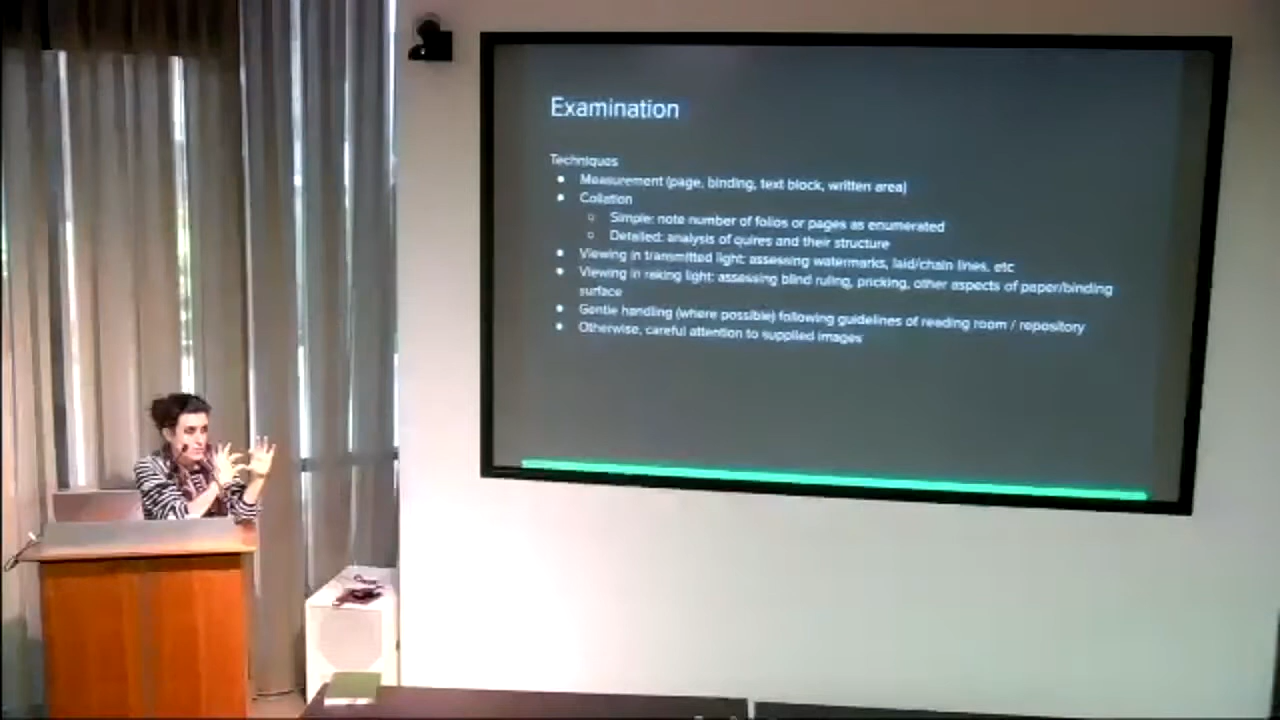 Examination
Techniques
● Measurement (page, binding, text block, written area)
● Collation
○ Simple: note number of folios or pages as enumerated
○ Detailed: analysis of quires and their structure
● Viewing in transmitted light: assessing watermarks, laid/chain lines, etc
● Viewing in raking light: assessing blind ruling, pricking, other aspects of paper/binding
surface
● Gentle handling (where possible) following guidelines of reading room / repository
● Otherwise, careful attention to supplied images